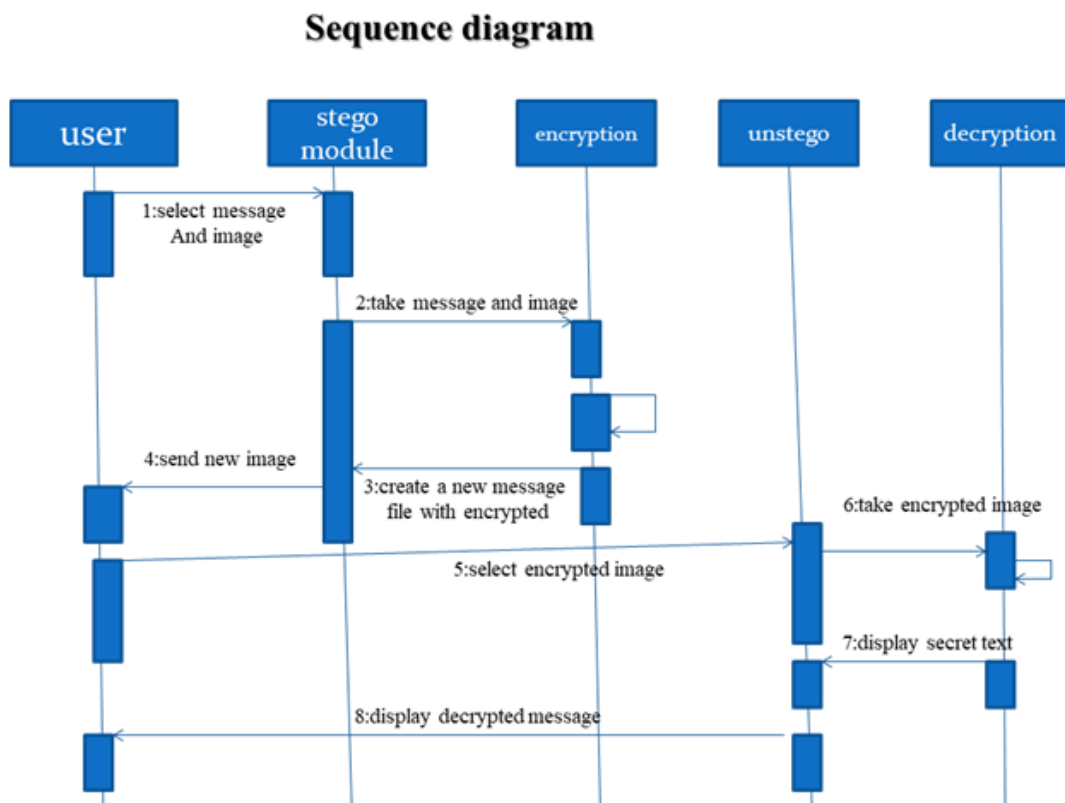 Sequence diagram
user
stego
module
encryption
unstego
decryption
1:select message
And image
2:take message and image
4:send new image
3:create a new message
file with encrypted
6:take encrypted image
5:select encrypted image
7:display secret text
8:display decrypted message